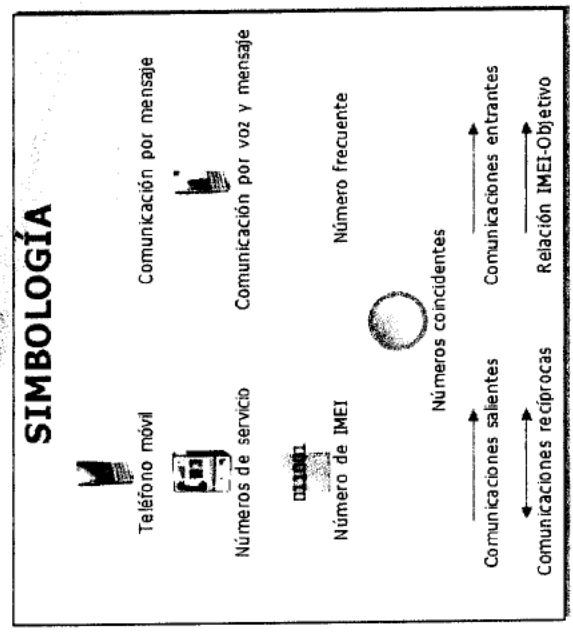 SIMBOLOGÍA
Teléfono móvil
Comunicación por mensaje
Números de servicio
Comunicación por voz y mensaje
Número de IMEI
Número frecuente
Números coincidentes
Comunicaciones salientes
Comunicaciones entrantes
Comunicaciones recíprocas
Relación IMEI-Objetivo